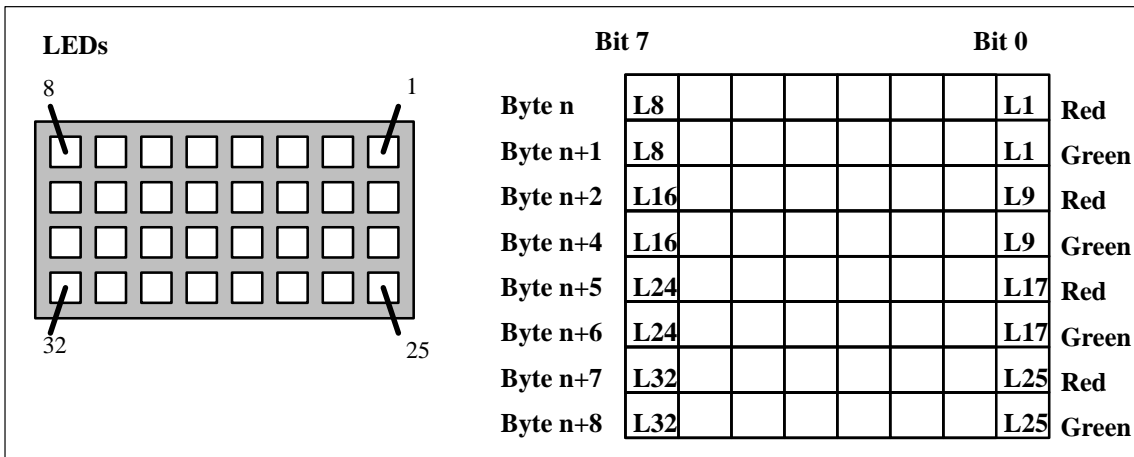 LEDs
8 1
32 25
Bit 7 Bit 0
Byte n L8 L1 Red
Byte n+1 L8 L1 Green
Byte n+2 L16 L9 Red
Byte n+4 L16 L9 Green
Byte n+5 L24 L17 Red
Byte n+6 L24 L17 Green
Byte n+7 L32 L25 Red
Byte n+8 L32 L25 Green